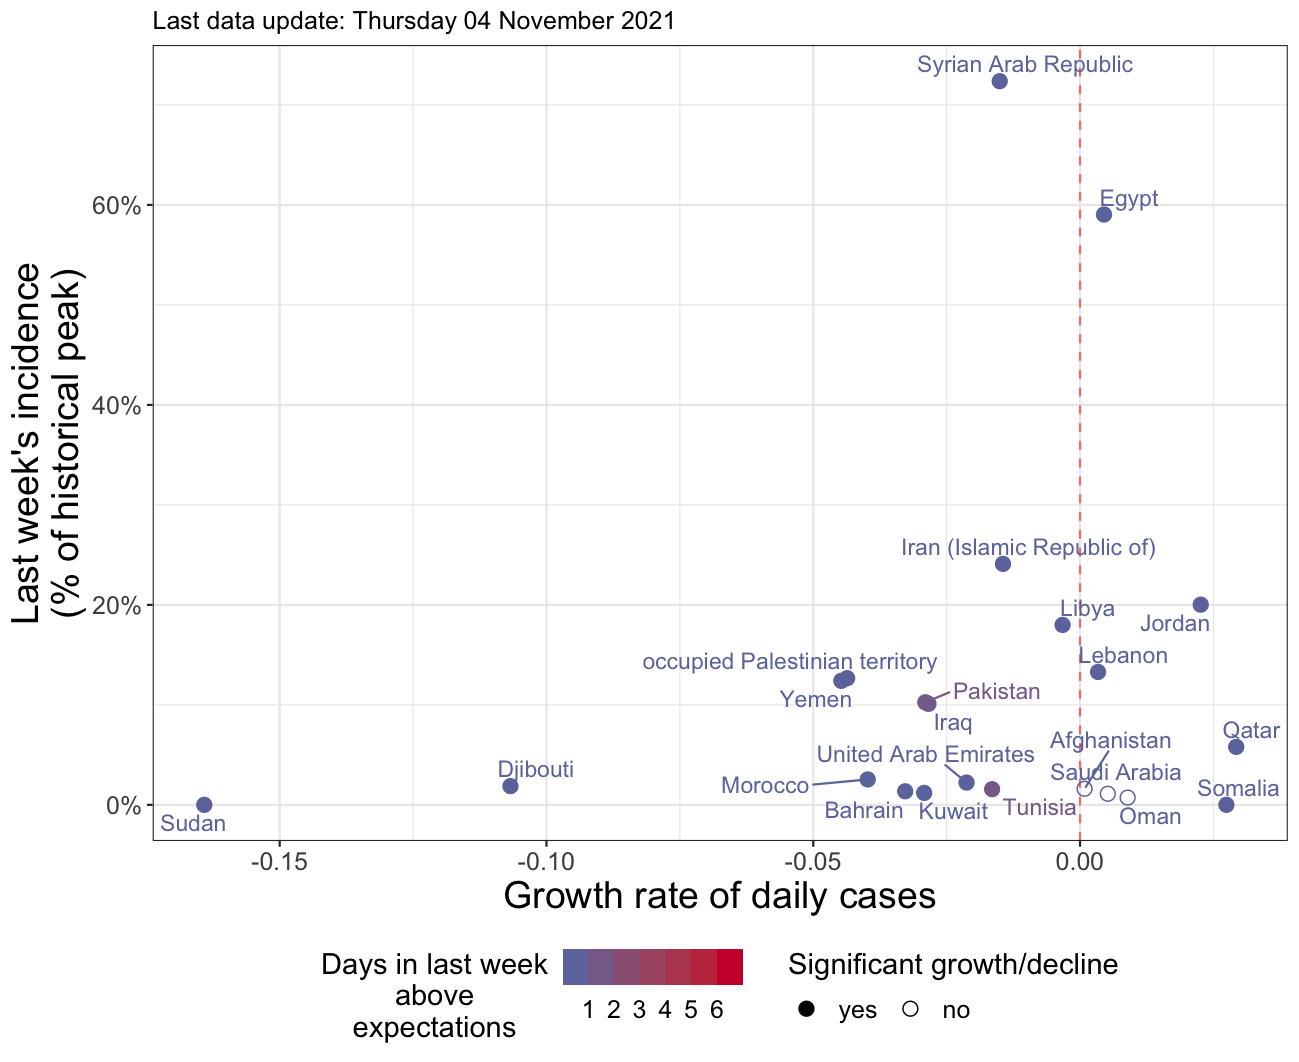 Last data update: Thursday 04 November 2021
Last week's incidence
(% of historical peak)
60%
40%
20%
0%
Syrian Arab Republic
Egypt
Iran (Islamic Republic of)
Libya
Jordan
Lebanon
occupied Palestinian territory
Yemen
Pakistan
Iraq
Qatar
Afghanistan
United Arab Emirates
Djibouti
Saudi Arabia
Morocco
Somalia
Bahrain
Kuwait
Tunisia
Oman
Sudan
-0.15
-0.10
-0.05
0.00
Growth rate of daily cases
Days in last week
above
expectations
1 2 3 4 5 6
Significant growth/decline
yes
no